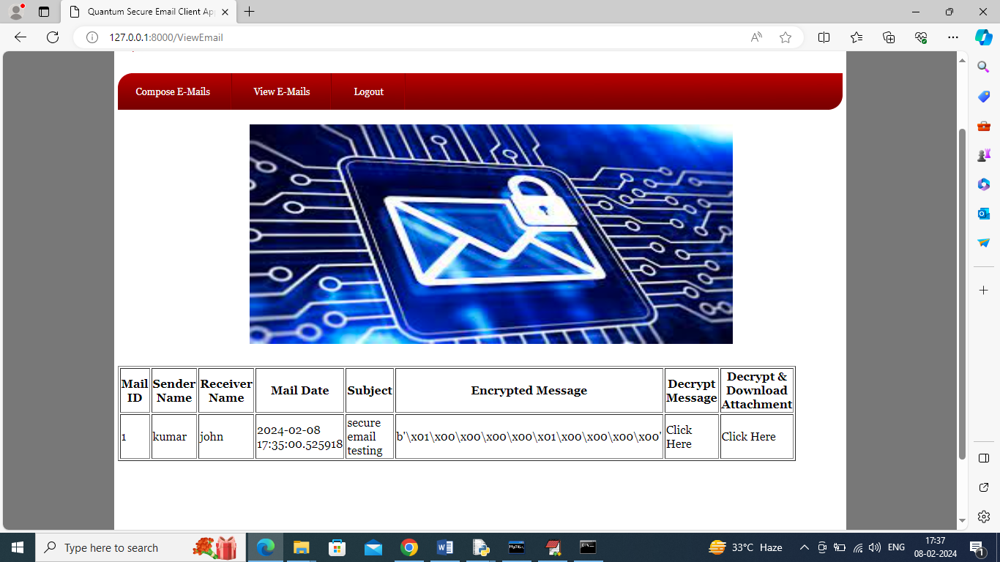 Quantum Secure Email Client Ap
127.0.0.1:8000/ViewEmail
Compose E-Mails
View E-Mails
Logout
Mail ID
Sender Name
Receiver Name
Mail Date
Subject
Encrypted Message
Decrypt Message
Decrypt & Download Attachment
1
kumar
john
2024-02-08 17:35:00.525918
secure email testing
b'\x01\x00\x00\x00\x00\x01\x00\x00\x00\x00'
Click Here
Click Here
Type here to search
33°C Haze
ENG
17:37
08-02-2024
1